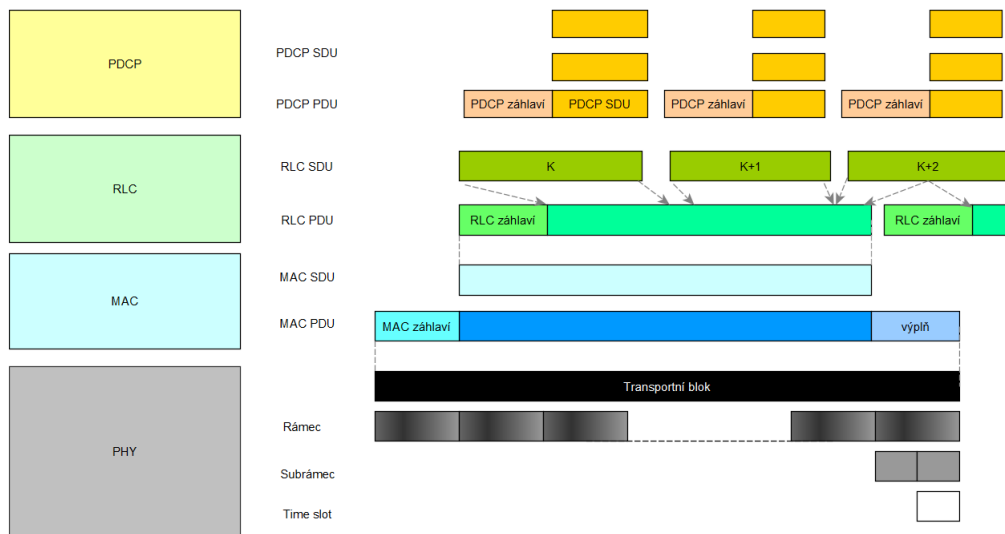 PDCP
PDCP SDU
PDCP PDU
PDCP záhlaví PDCP SDU PDCP záhlaví PDCP záhlaví
RLC
RLC SDU
K K+1 K+2
RLC PDU
RLC záhlaví RLC záhlaví
MAC
MAC SDU
MAC PDU
MAC záhlaví výplň
PHY
Transportní blok
Rámec
Subrámec
Time slot